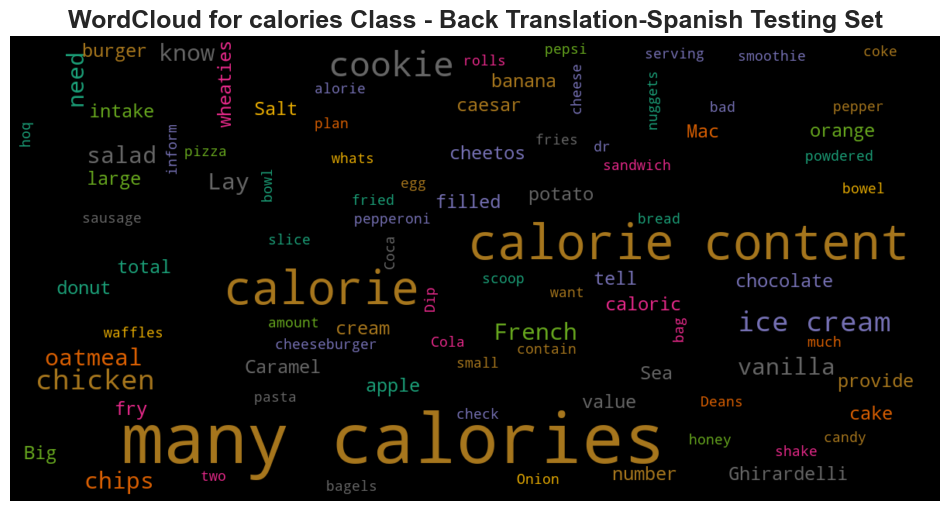 WordCloud for calories Class - Back Translation-Spanish Testing Set
burger
know
need
wheaties
cookie
rolls
pepsi
serving
smoothie
coke
alorie
banana
cheese
nuggets
intake
Salt
caesar
bad
pepper
hoq
inform
plan
fries
Mac
orange
salad
pizza
whats
cheetos
dr
sandwich
powdered
large
Lay
bowl
egg
fried
filled
potato
bowel
sausage
pepperoni
bread
slice
Coca
calorie content
total
donut
calorie
Dip
scoop
tell
chocolate
want
caloric
waffles
amount
cream
French
bag
ice cream
cheeseburger
Cola
contain
much
oatmeal
small
chicken
Caramel
apple
Sea
vanilla
provide
fry
pasta
check
value
Deans
cake
Big
many calories
honey
candy
shake
chips
two
bagels
Onion
number
Ghirardelli